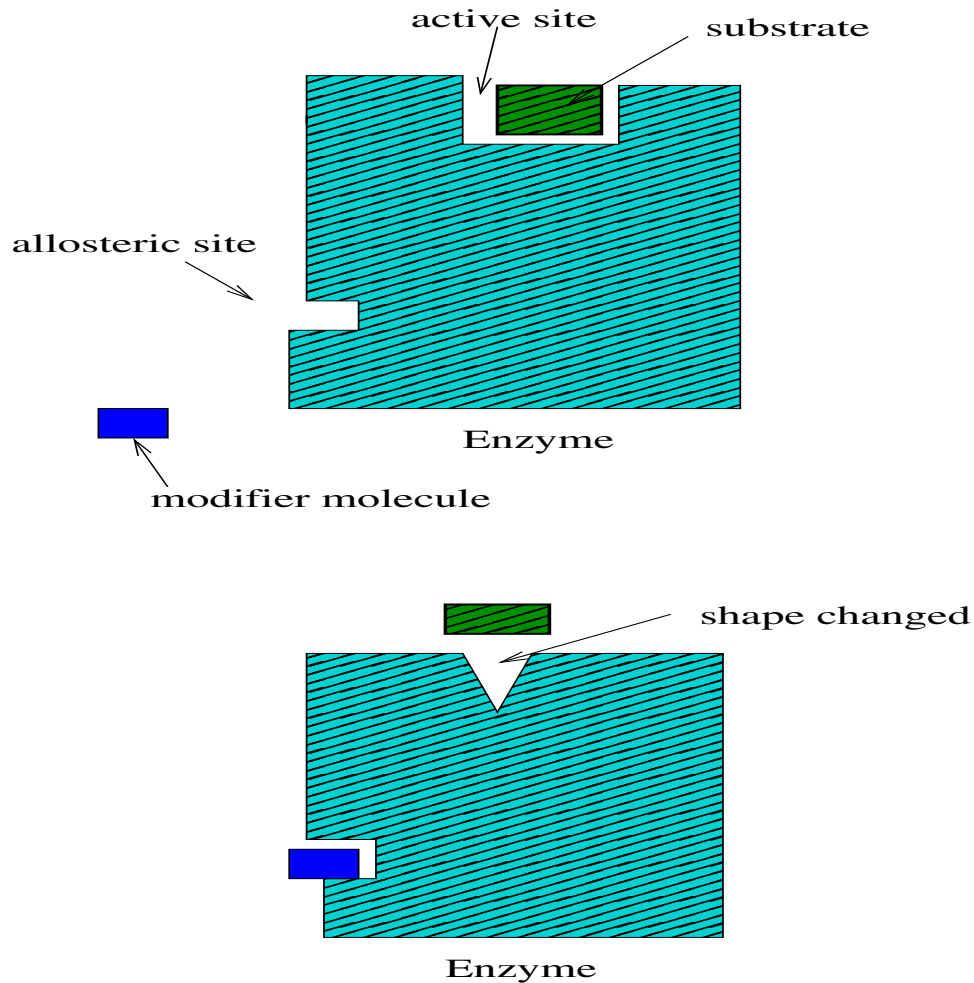 active site
substrate
allosteric site
Enzyme
modifier molecule
shape changed
Enzyme